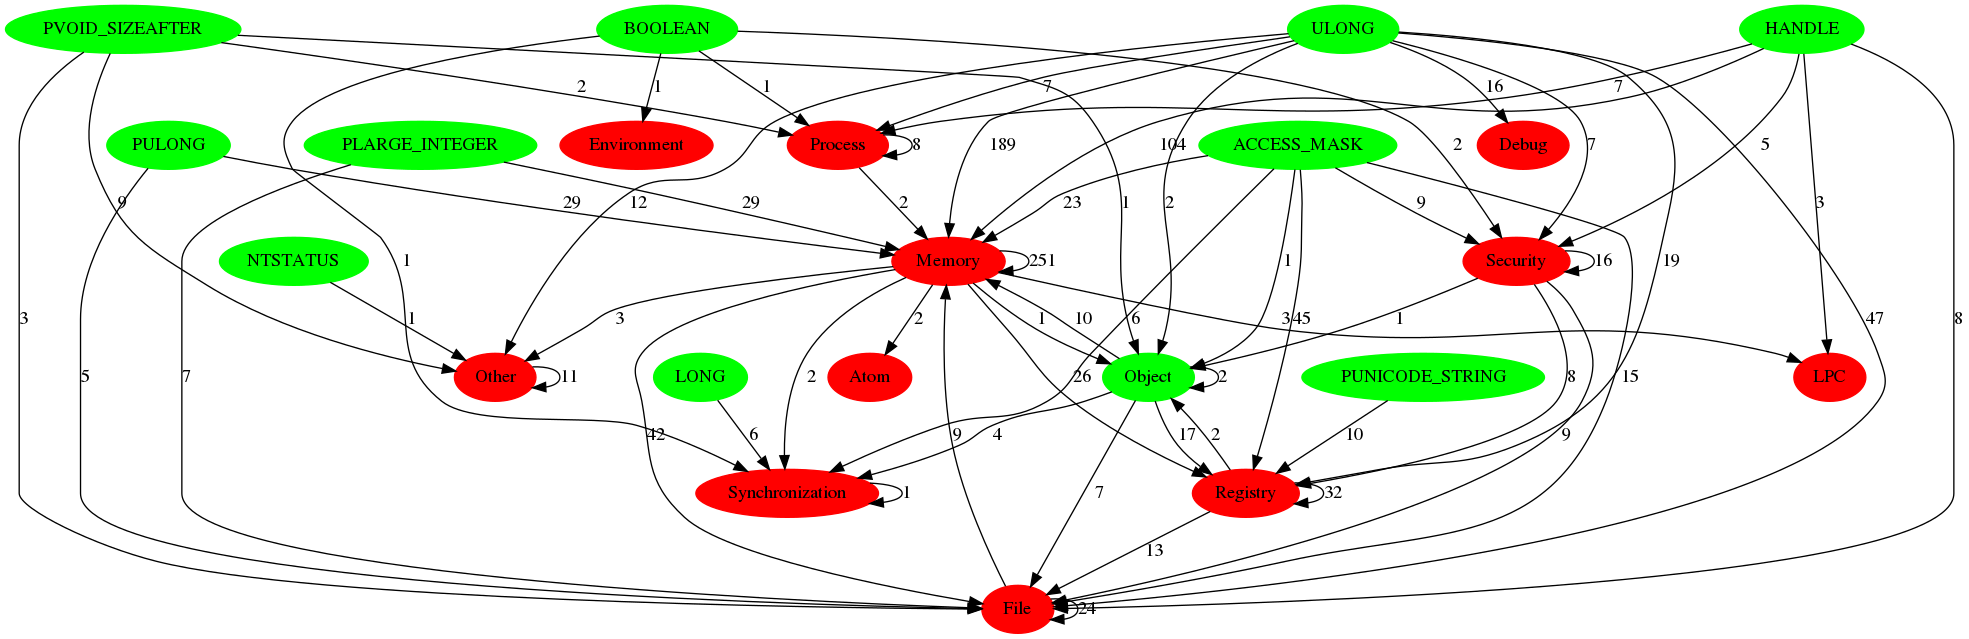 PVOID_SIZEAFTER BOOLEAN ULONG HANDLE
2 1 1 7 16 7
PULONG PLARGE_INTEGER Environment Process 8 189 104 ACCESS_MASK 2 7 Debug 5
9 29 29 12 2 23 1 2 9 3
NTSTATUS 1 Memory 251 1 Security 16 19
3 1 3 2 1 10 6 3 45 1 47 8
5 7 Other 11 2 LONG Atom 26 Object 2 PUNICODE_STRING 8 15 LPC
42 6 9 4 17 2 10 9
Synchronization 1 7 Registry 32
13
File 24